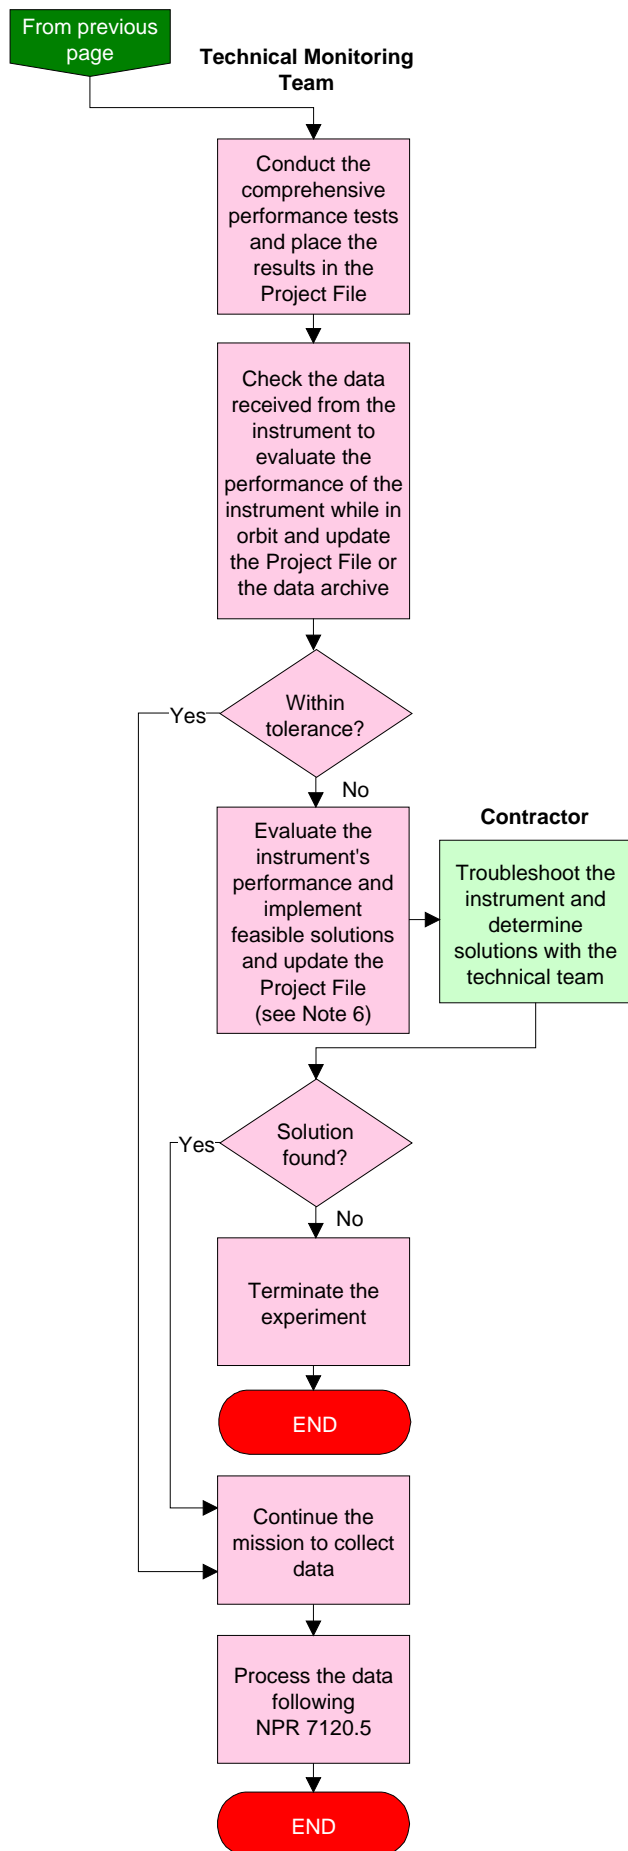 From previous
page
Technical Monitoring
Team
Conduct the
comprehensive
performance tests
and place the
results in the
Project File
Check the data
received from the
instrument to
evaluate the
performance of the
instrument while in
orbit and update
the Project File or
the data archive
Within
tolerance?
Yes
No
Evaluate the
instrument's
performance and
implement
feasible solutions
and update the
Project File
(see Note 6)
Contractor
Troubleshoot the
instrument and
determine
solutions with the
technical team
Solution
found?
Yes
No
Terminate the
experiment
END
Continue the
mission to collect
data
Process the data
following
NPR 7120.5
END